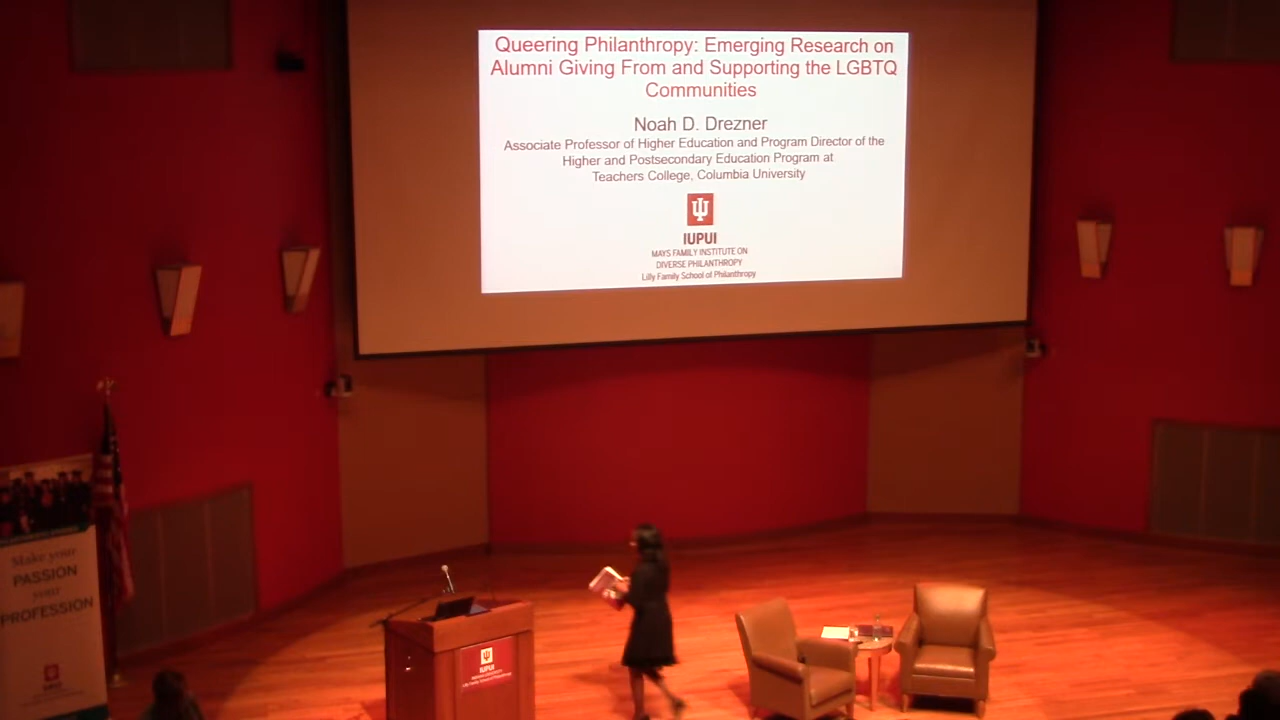 Queering Philanthropy: Emerging Research on
Alumni Giving From and Supporting the LGBTQ
Communities
Noah D. Drezner
Associate Professor of Higher Education and Program Director of the
Higher and Postsecondary Education Program at
Teachers College, Columbia University
IUPUI
MAYS FAMILY INSTITUTE ON
DIVERSE PHILANTHROPY
Lilly Family School of Philanthropy
Make your
PASSION
your
PROFESSION
IUPUI